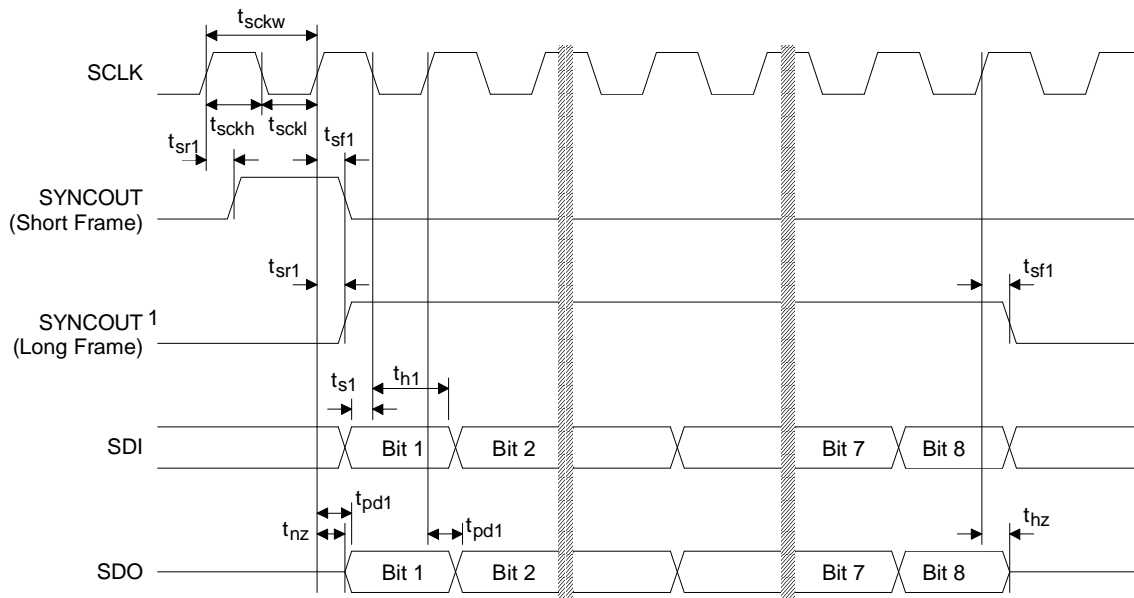 tsckw
SCLK
tsckh
tsckl
tsr1
tsf1
SYNCOUT
(Short Frame)
tsr1
tsf1
SYNCOUT 1
(Long Frame)
ts1
th1
SDI
Bit 1
Bit 2
Bit 7
Bit 8
tpd1
tnz
tpd1
thz
SDO
Bit 1
Bit 2
Bit 7
Bit 8